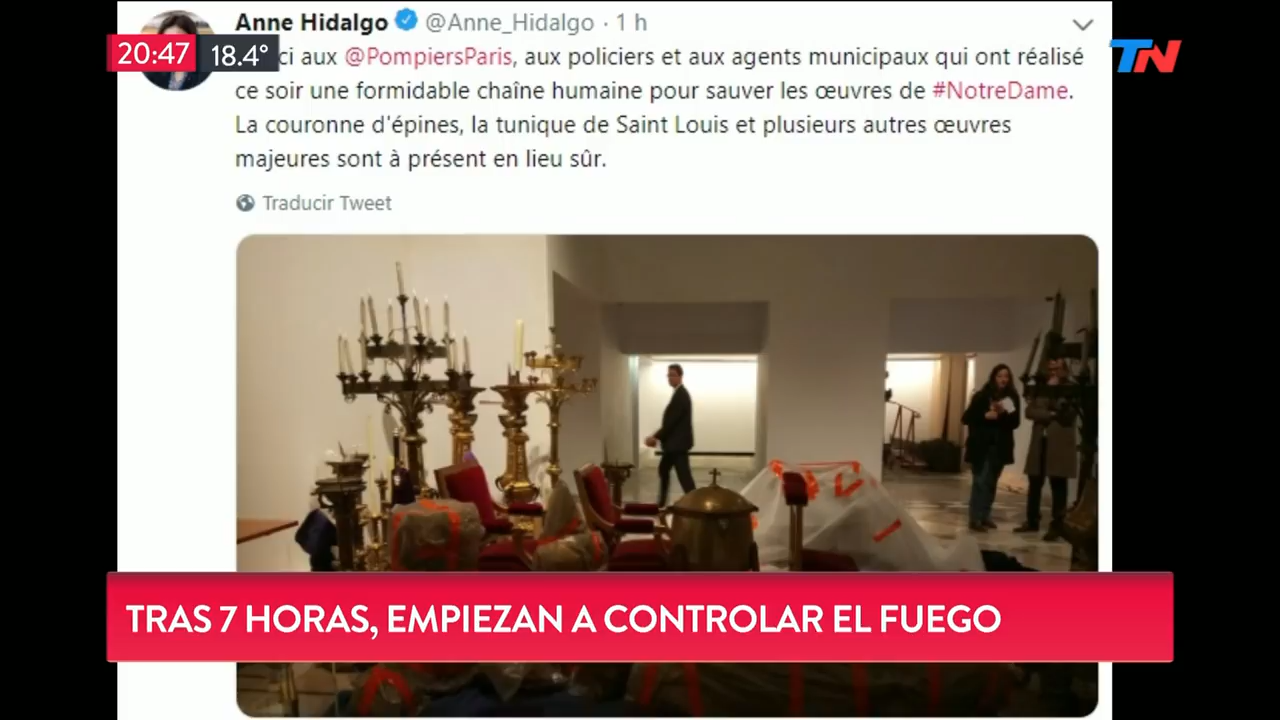 Anne Hidalgo @Anne_Hidalgo · 1 h
20:47 18.4°
TN
ci aux @PompiersParis, aux policiers et aux agents municipaux qui ont réalisé
ce soir une formidable chaîne humaine pour sauver les œuvres de #NotreDame.
La couronne d'épines, la tunique de Saint Louis et plusieurs autres œuvres
majeures sont à présent en lieu sûr.
Traducir Tweet
TRAS 7 HORAS, EMPIEZAN A CONTROLAR EL FUEGO